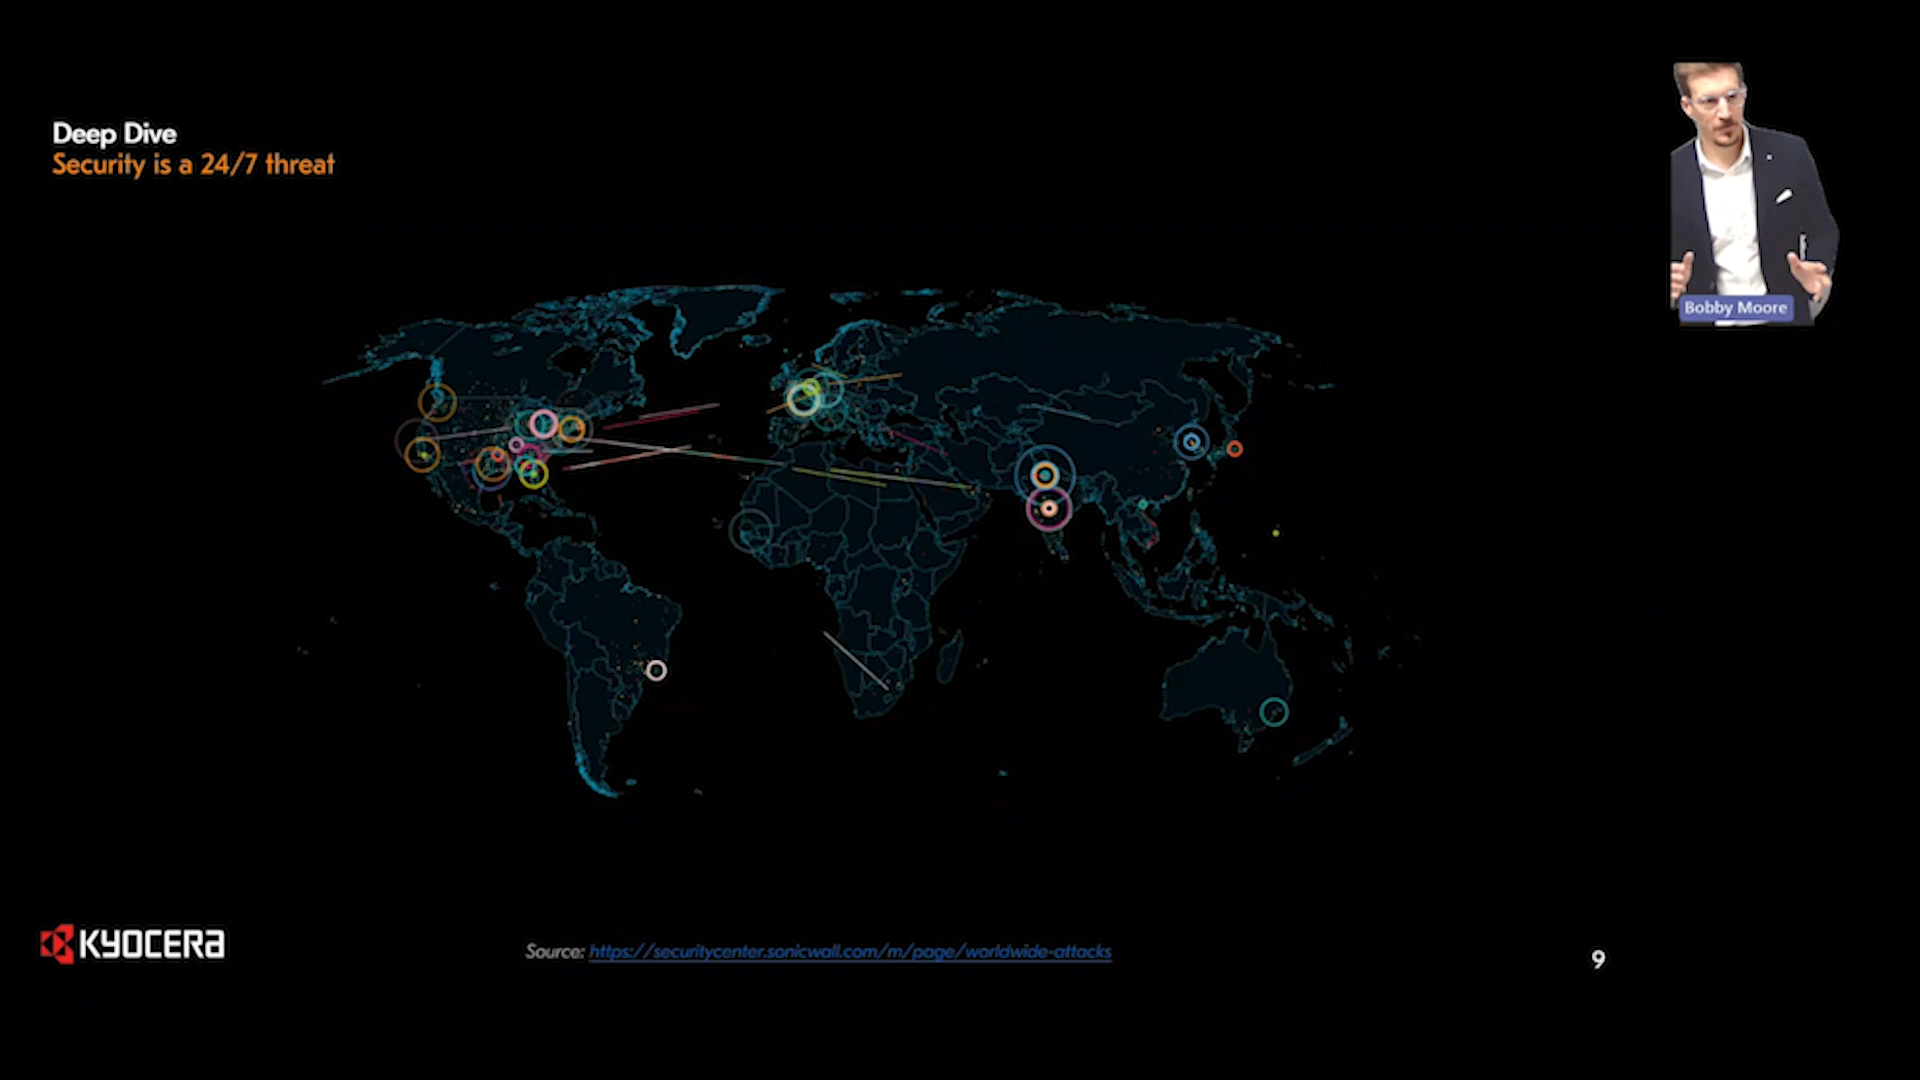 Deep Dive
Security is a 24/7 threat
Bobby Moore
KYOCERA
Source: https://securitycenter.sonicwall.com/m/page/worldwide-attacks
9